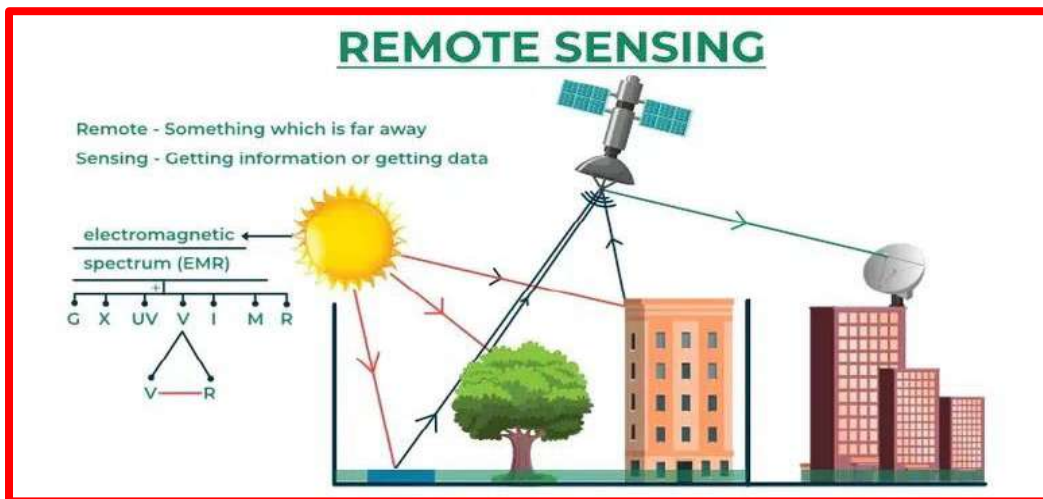 REMOTE SENSING
Remote - Something which is far away
Sensing - Getting information or getting data
electromagnetic
spectrum (EMR)
G X UV V I M R
V R